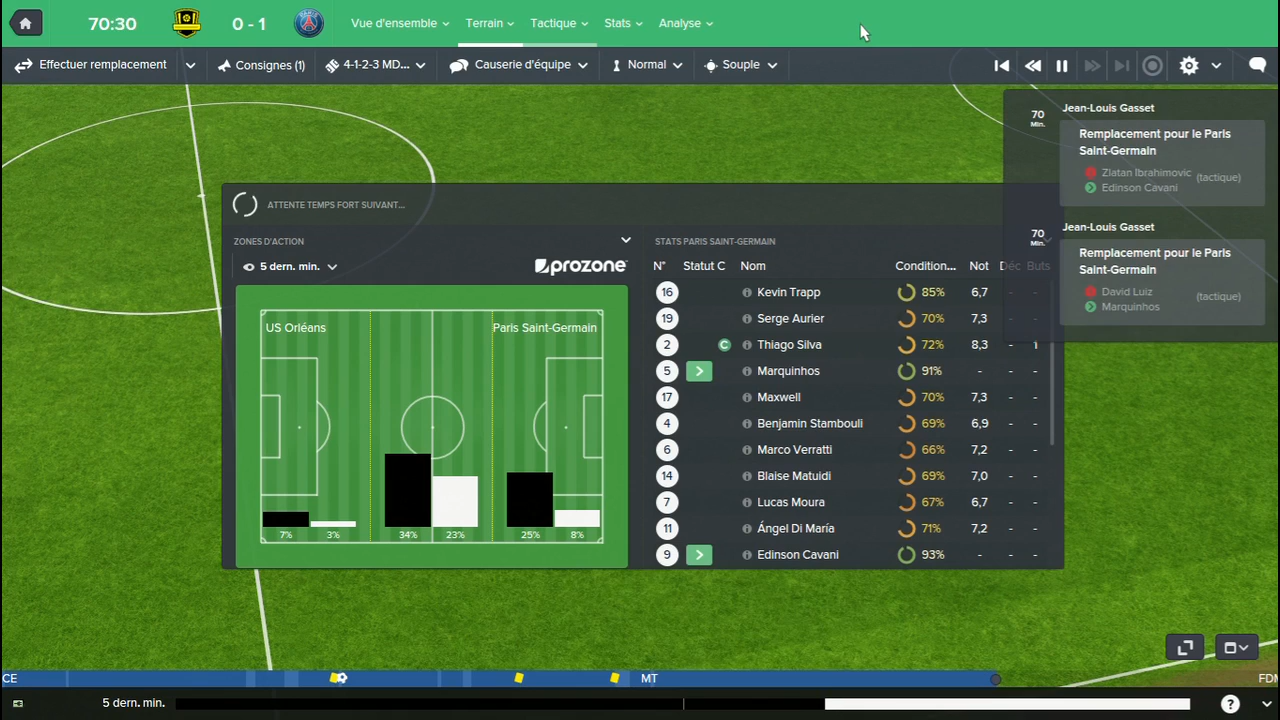 70:30
0 - 1
Vue d'ensemble
Terrain
Tactique
Stats
Analyse
Effectuer remplacement
Consignes (1)
4-1-2-3 MD...
Causerie d'équipe
Normal
Souple
70
Min.
Jean-Louis Gasset
Remplacement pour le Paris
Saint-Germain
Zlatan Ibrahimovic
Edinson Cavani
(tactique)
70
Min.
Jean-Louis Gasset
Remplacement pour le Paris
Saint-Germain
David Luiz
Marquinhos
(tactique)
ATTENTE TEMPS FORT SUIVANT...
ZONES D'ACTION
5 dern. min.
prozone
US Orléans
Paris Saint-Germain
7% 3% 34% 23% 25% 8%
STATS PARIS SAINT-GERMAIN
N° Statut C Nom Condition... Not Déc Buts
16 Kevin Trapp 85% 6,7 - -
19 Serge Aurier 70% 7,3 - -
2 C Thiago Silva 72% 8,3 - 1
5 Marquinhos 91% - - -
17 Maxwell 70% 7,3 - -
4 Benjamin Stambouli 69% 6,9 - -
6 Marco Verratti 66% 7,2 - -
14 Blaise Matuidi 69% 7,0 - -
7 Lucas Moura 67% 6,7 - -
11 Ángel Di María 71% 7,2 - -
9 Edinson Cavani 93% - - -
CE
MT
FDM
5 dern. min.
?